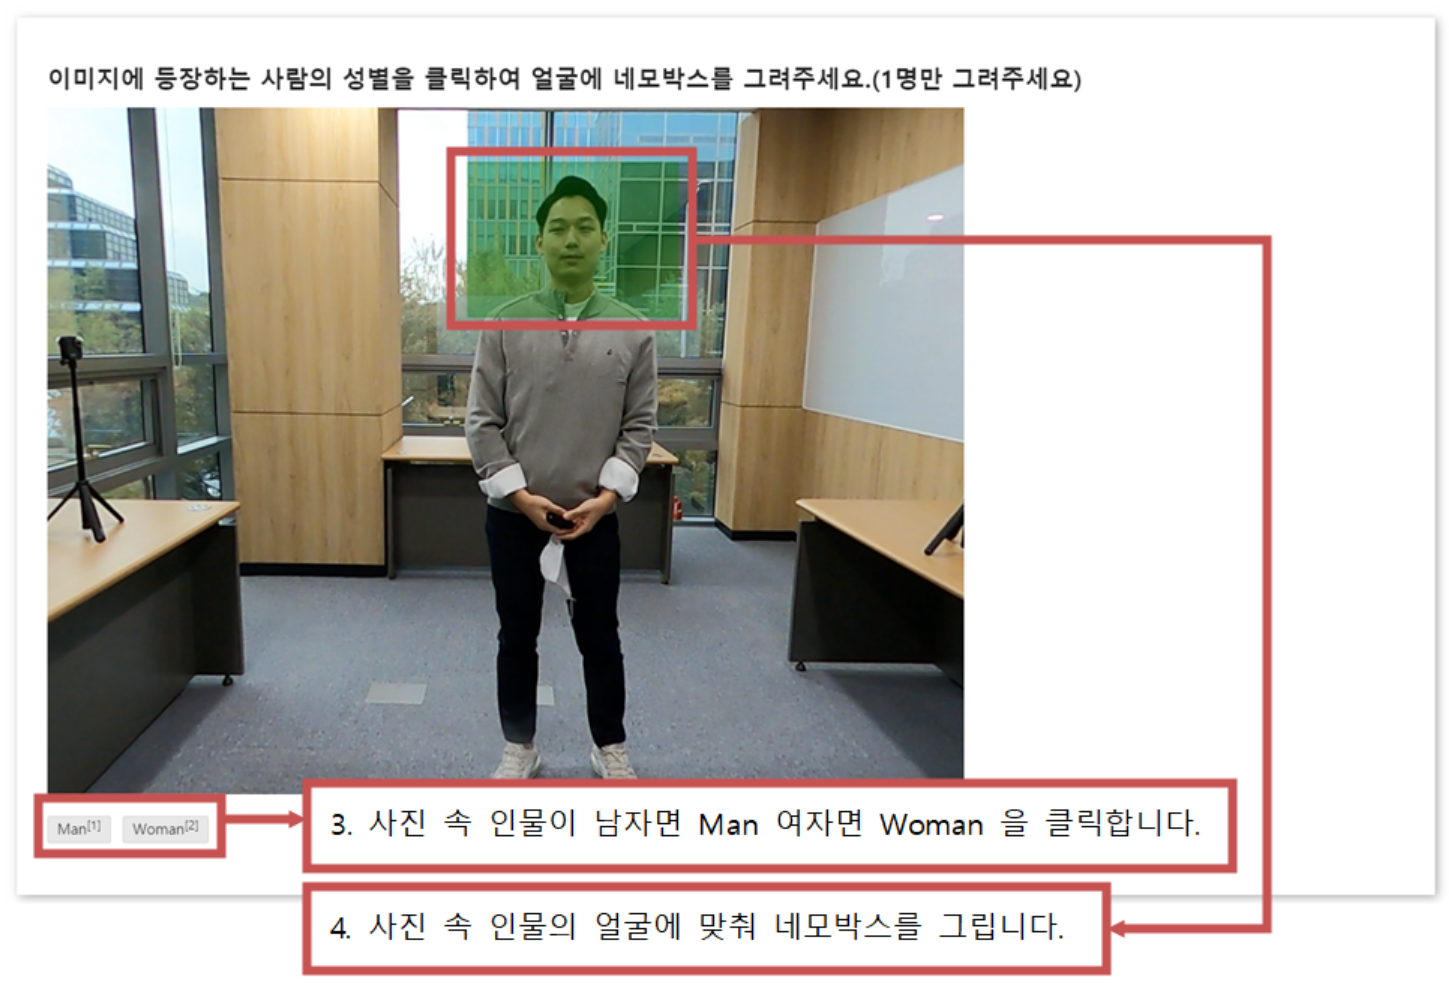 이미지에 등장하는 사람의 성별을 클릭하여 얼굴에 네모박스를 그려주세요.(1명만 그려주세요)
Man[1] Woman[2]
3. 사진 속 인물이 남자면 Man 여자면 Woman 을 클릭합니다.
4. 사진 속 인물의 얼굴에 맞춰 네모박스를 그립니다.